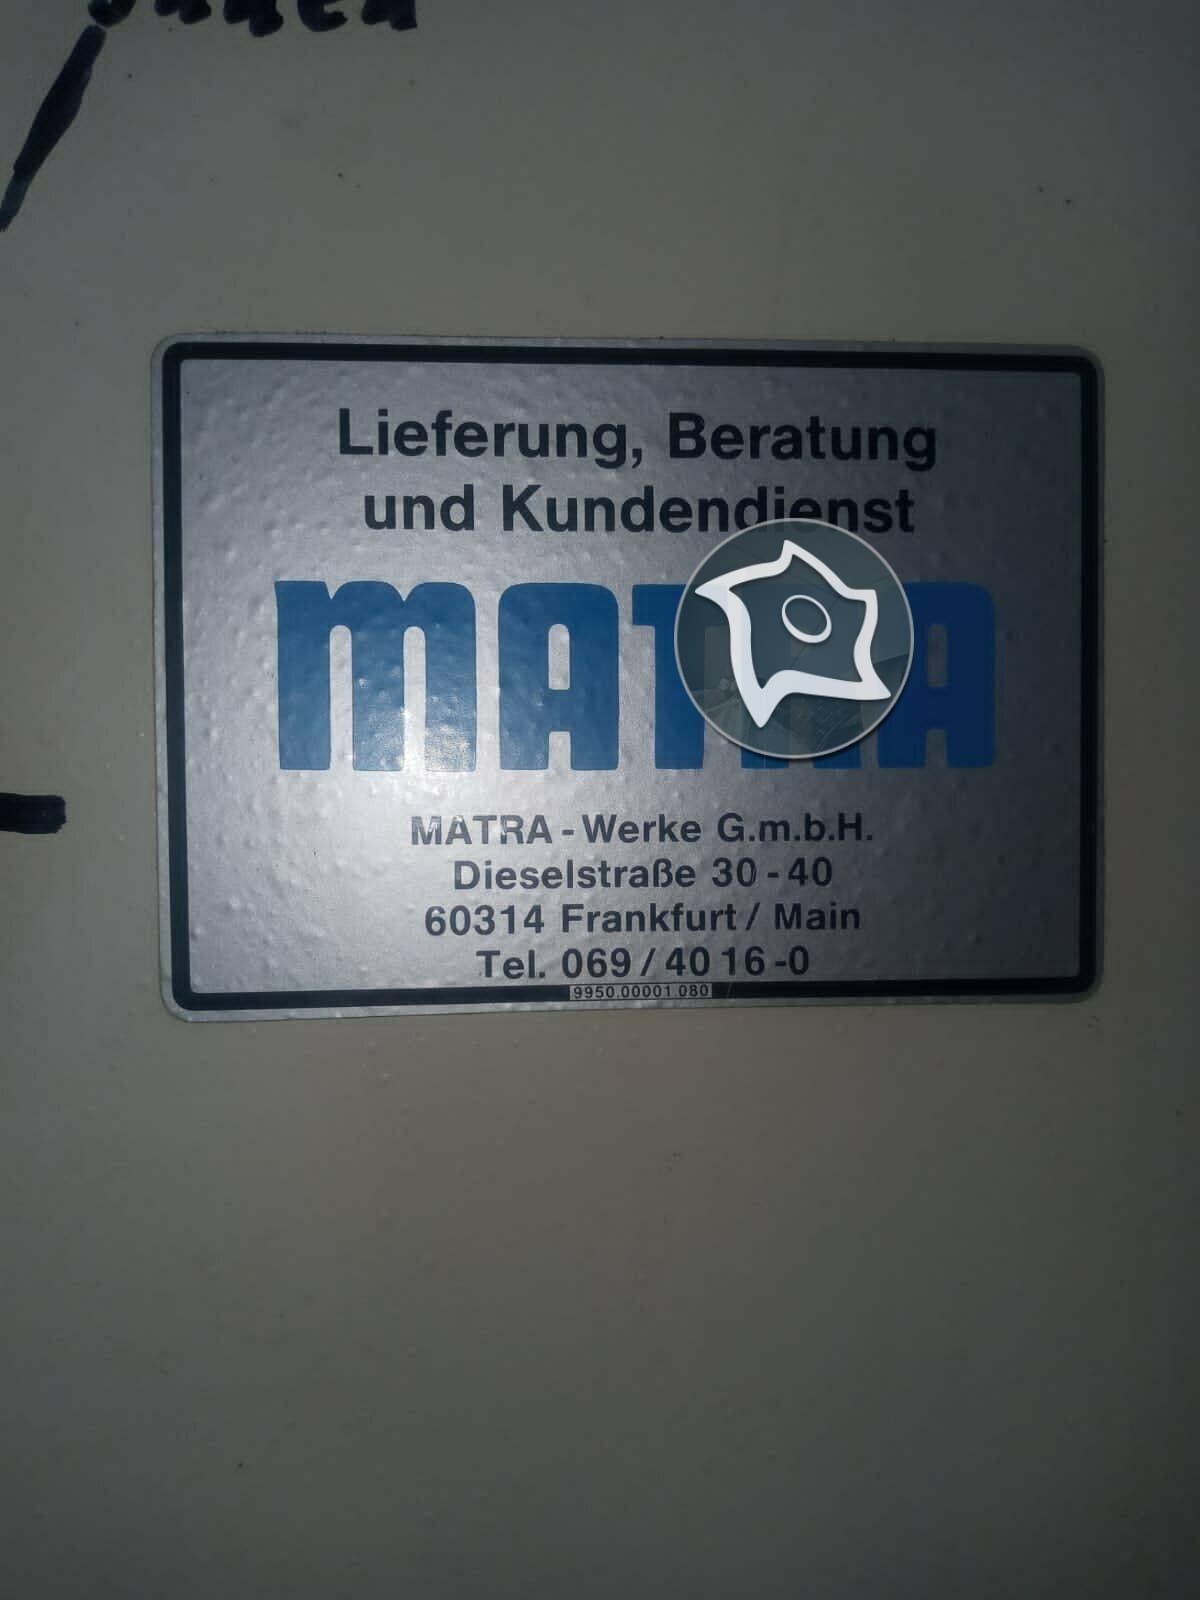 Lieferung, Beratung
und Kundendienst
MATRA
MATRA - Werke G.m.b.H.
Dieselstraße 30 - 40
60314 Frankfurt / Main
Tel. 069 / 40 16 -0
9950.00001.080